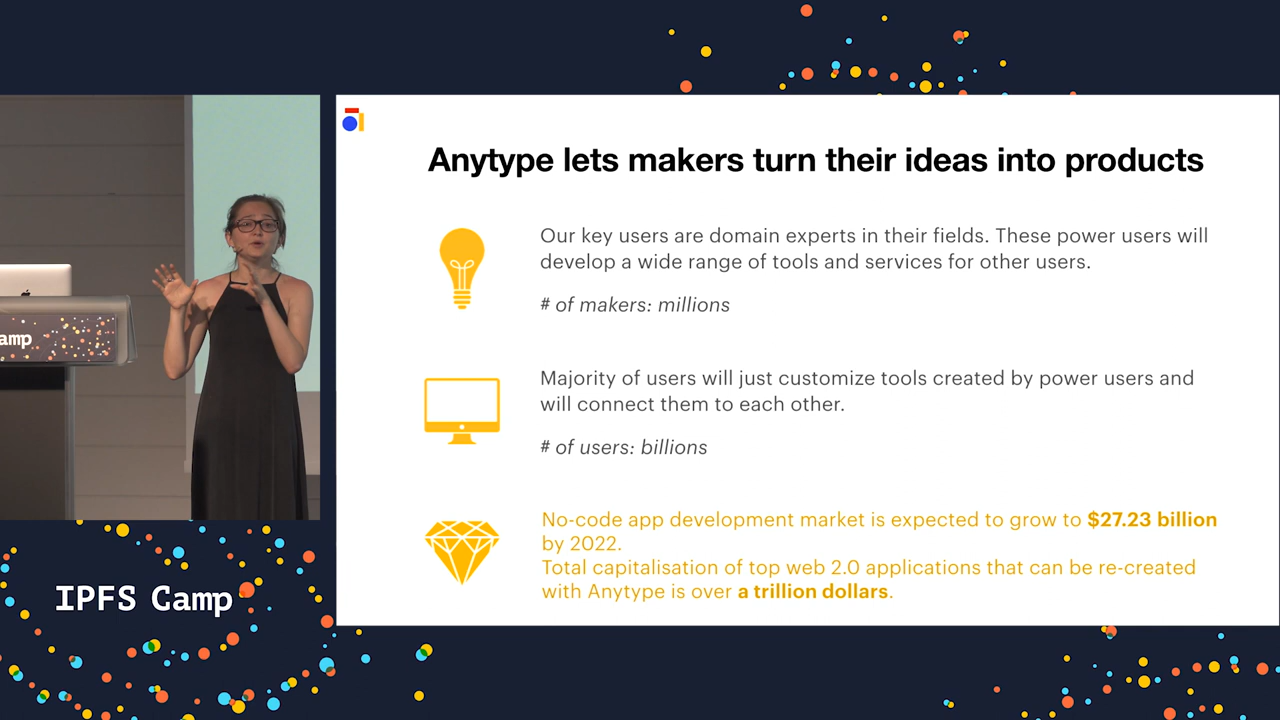 Anytype lets makers turn their ideas into products
Our key users are domain experts in their fields. These power users will
develop a wide range of tools and services for other users.
# of makers: millions
Majority of users will just customize tools created by power users and
will connect them to each other.
# of users: billions
No-code app development market is expected to grow to $27.23 billion
by 2022.
Total capitalisation of top web 2.0 applications that can be re-created
with Anytype is over a trillion dollars.
amp
IPFS Camp